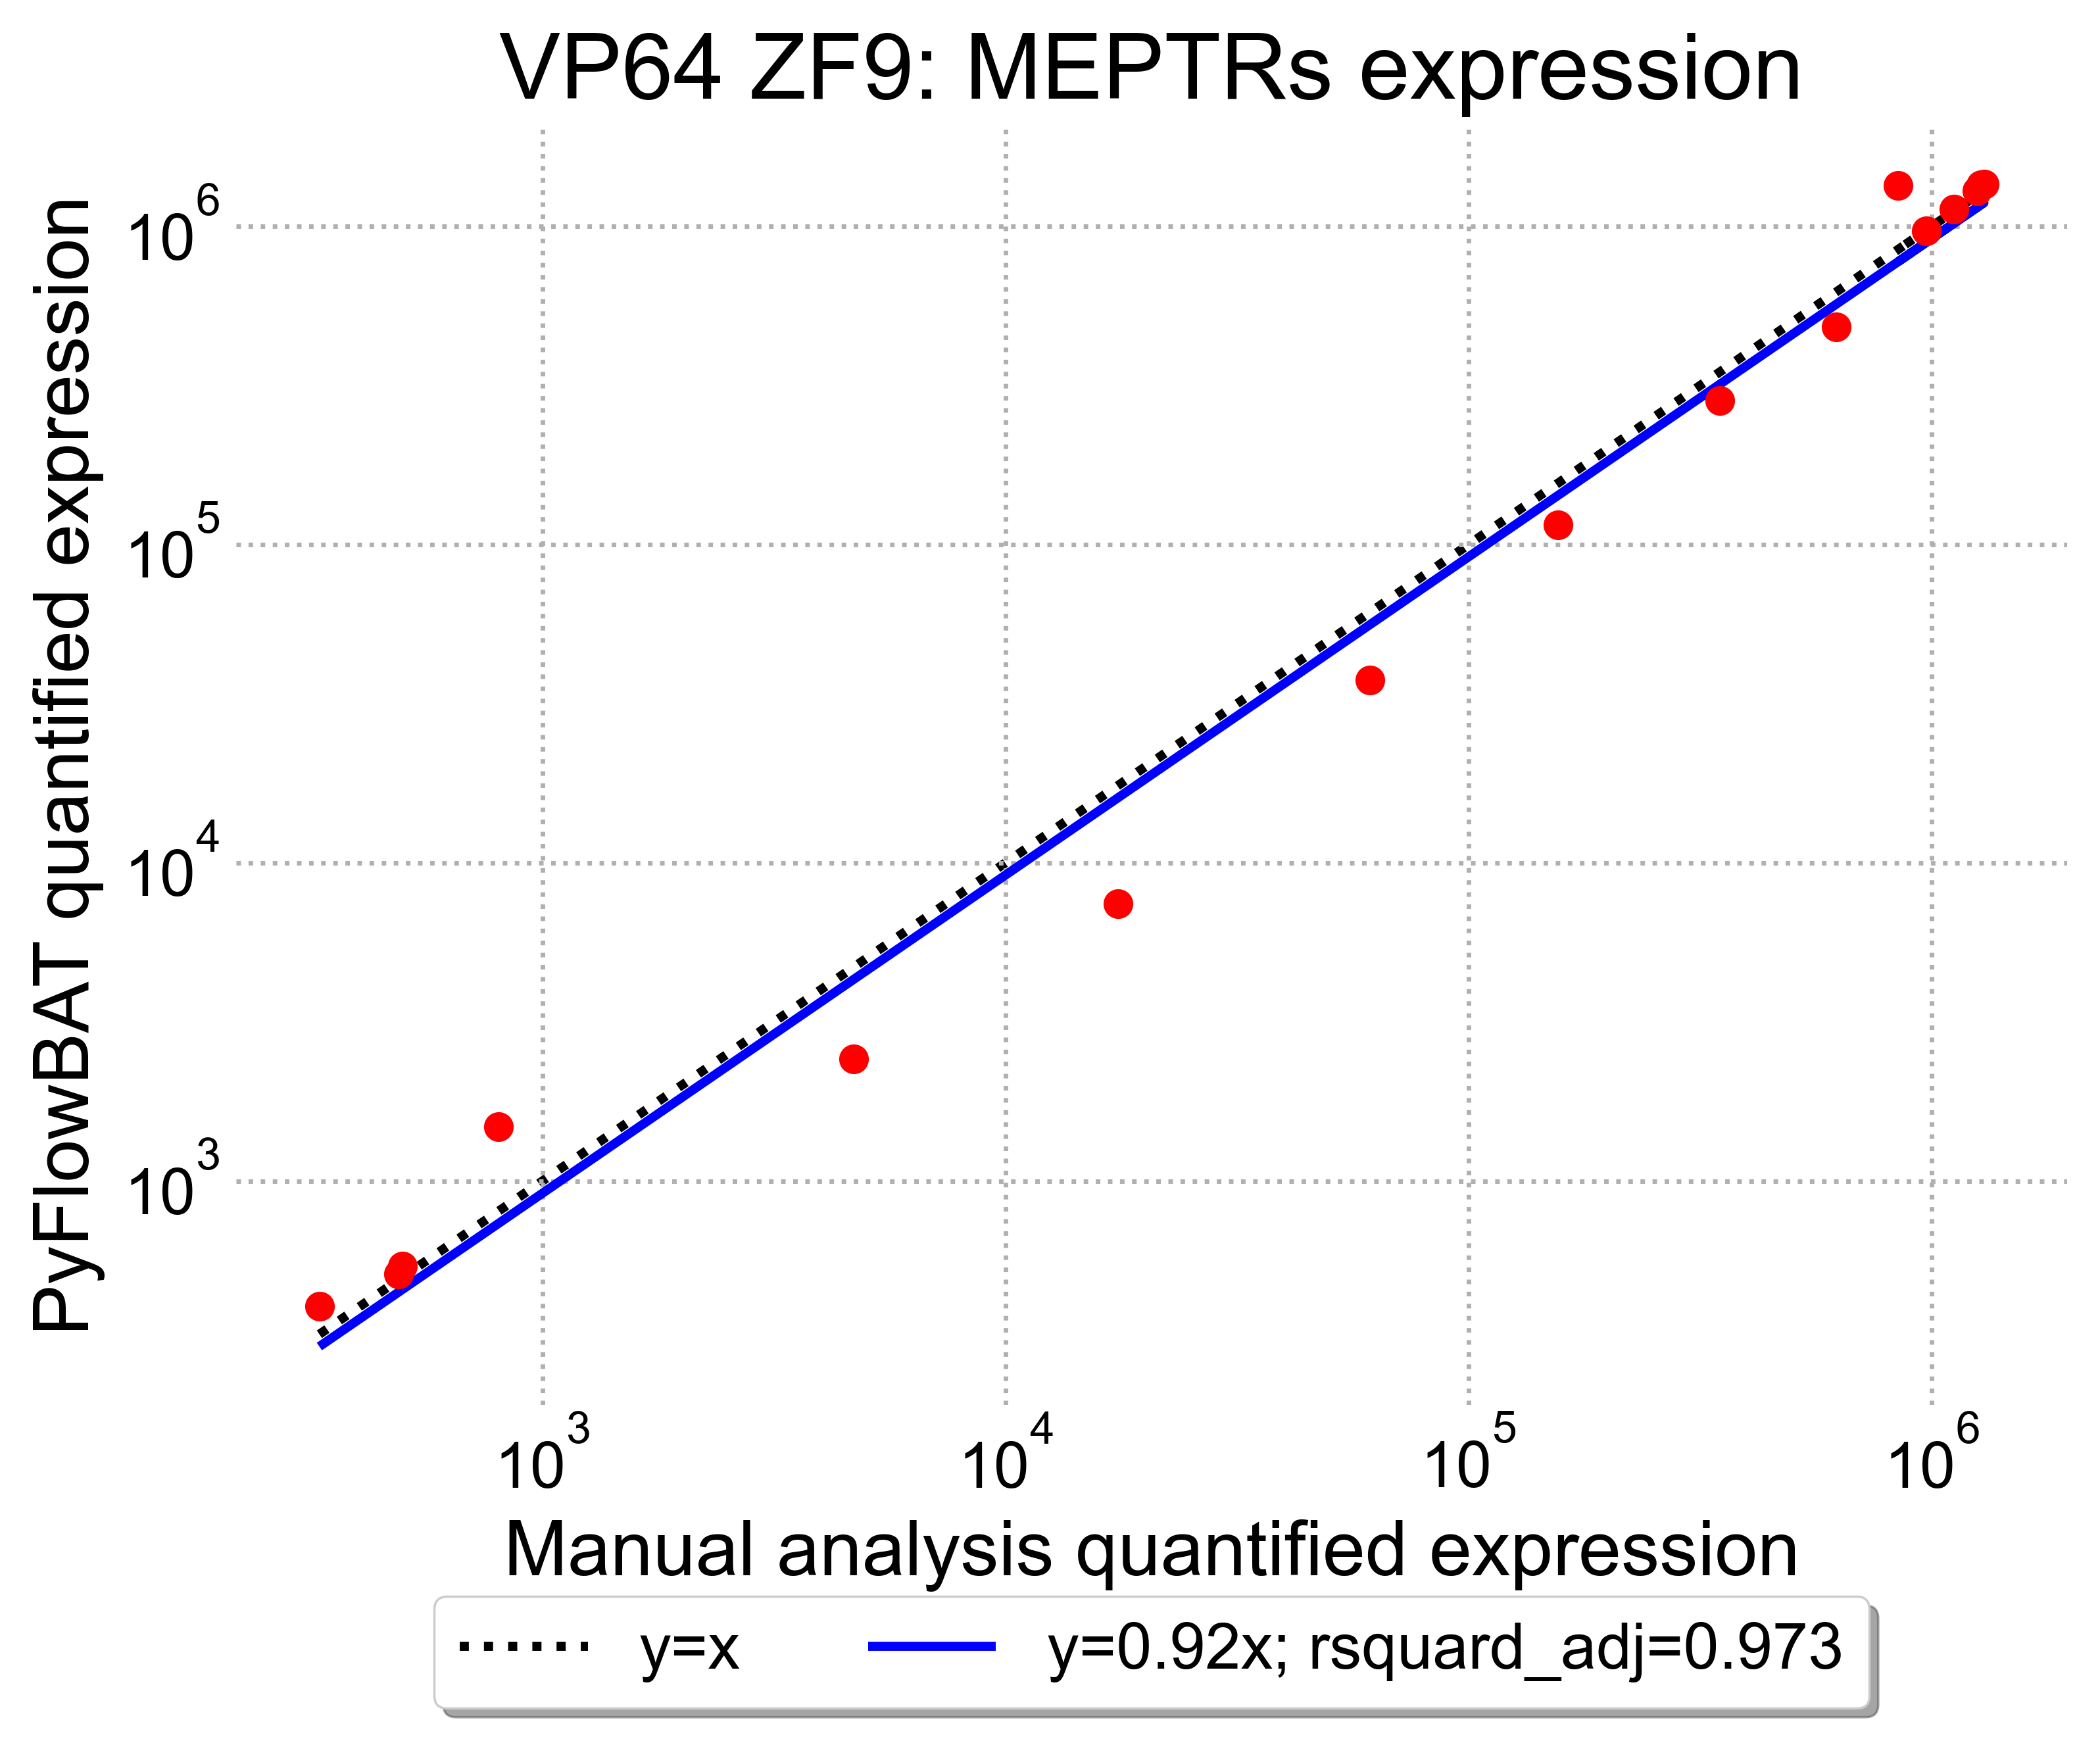 VP64 ZF9: MEPTRs expression
PyFlowBAT quantified expression
10^6
10^5
10^4
10^3
10^3 10^4 10^5 10^6
Manual analysis quantified expression
y=x y=0.92x; rsquard_adj=0.973